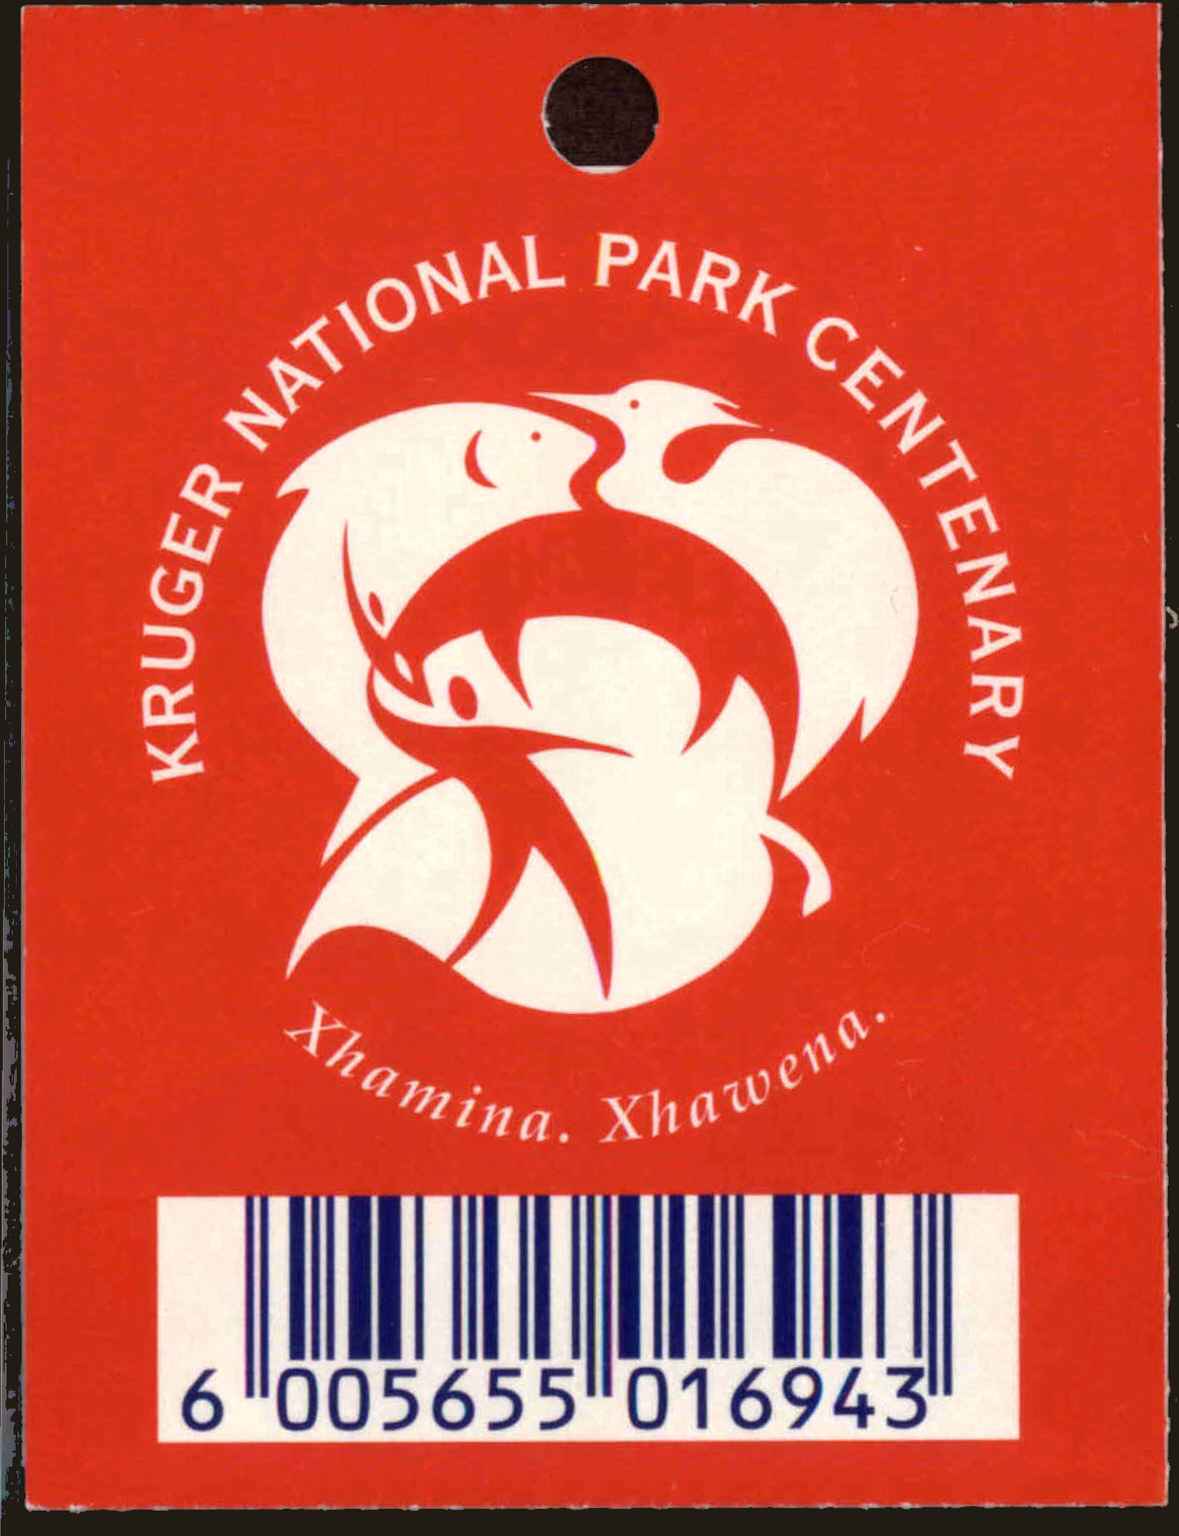 KRUGER NATIONAL PARK CENTENARY
Xhamina. Xhawena.
6 005655 016943